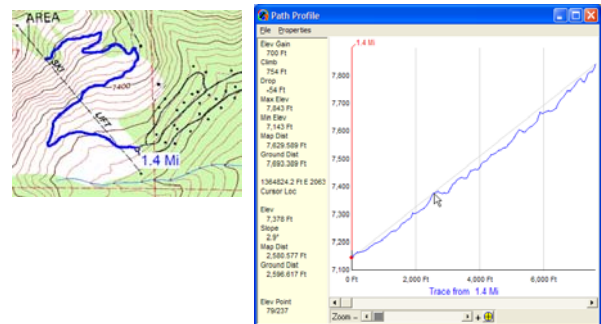 AREA
7
SKI
1400
LIFT
1.4 Mi
Path Profile
File Properties
Elev Gain
700 Ft
Climb
754 Ft
Drop
-54 Ft
Max Elev
7,843 Ft
Min Elev
7,143 Ft
Map Dist
7,629.589 Ft
Ground Dist
7,693.389 Ft
1364824.2 Ft E 2063
Cursor Loc
Elev
7,378 Ft
Slope
2.9°
Map Dist
2,580.577 Ft
Ground Dist
2,596.617 Ft
Elev Point
79/237
1.4 Mi
7,800
7,700
7,600
7,500
7,400
7,300
7,200
7,100
0 Ft 2,000 Ft 4,000 Ft 6,000 Ft
Trace from 1.4 Mi
Zoom - +